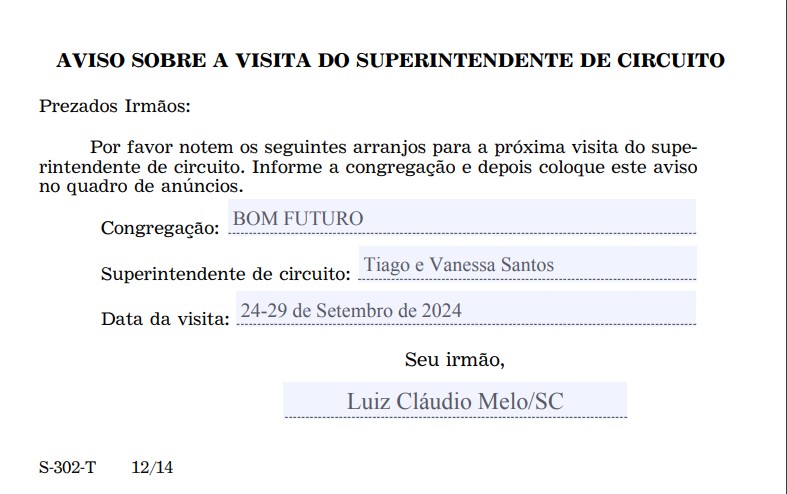 AVISO SOBRE A VISITA DO SUPERINTENDENTE DE CIRCUITO
Prezados Irmãos:
Por favor notem os seguintes arranjos para a próxima visita do supe-
rintendente de circuito. Informe a congregação e depois coloque este aviso
no quadro de anúncios.
Congregação: BOM FUTURO
Superintendente de circuito: Tiago e Vanessa Santos
Data da visita: 24-29 de Setembro de 2024
Seu irmão,
Luiz Cláudio Melo/SC
S-302-T 12/14